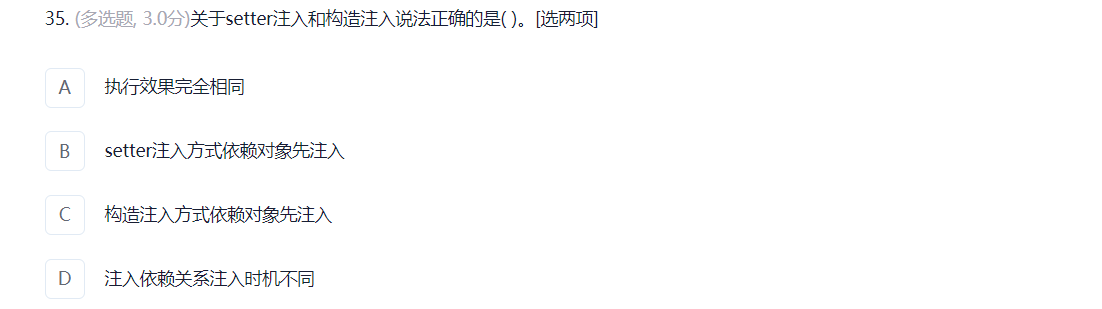 35. (多选题, 3.0分)关于setter注入和构造注入说法正确的是( )。[选两项]
A 执行效果完全相同
B setter注入方式依赖对象先注入
C 构造注入方式依赖对象先注入
D 注入依赖关系注入时机不同